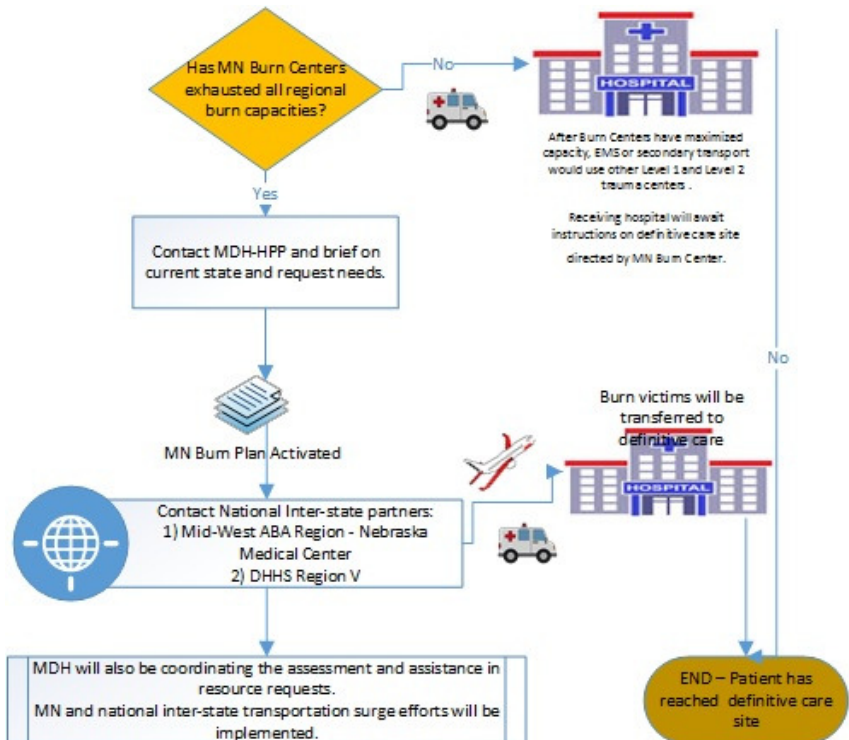 Has MN Burn Centers
exhausted all regional
burn capacities?
No
HOSPITAL
After Burn Centers have maximized
capacity, EMS or secondary transport
would use other Level 1 and Level 2
trauma centers .
Receiving hospital will await
instructions on definitive care site
directed by MN Burn Center.
Yes
Contact MDH-HPP and brief on
current state and request needs.
No
MN Burn Plan Activated
Burn victims will be
transferred to
definitive care
HOSPITAL
Contact National Inter-state partners:
1) Mid-West ABA Region - Nebraska
Medical Center
2) DHHS Region V
MDH will also be coordinating the assessment and assistance in
resource requests.
MN and national inter-state transportation surge efforts will be
implemented.
END – Patient has
reached definitive care
site